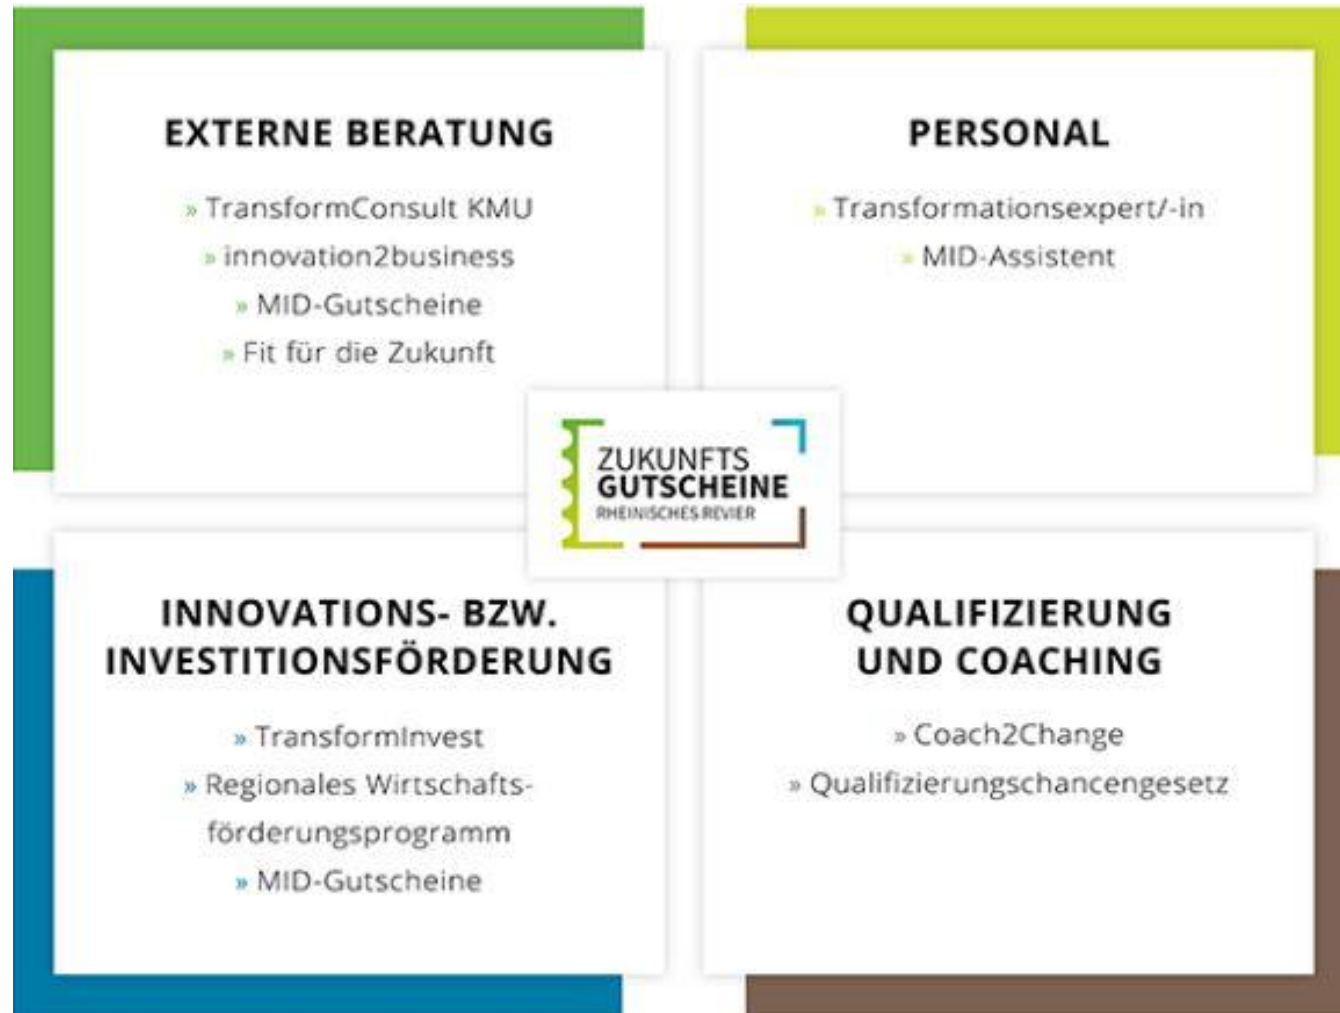 EXTERNE BERATUNG
» TransformConsult KMU
» innovation2business
» MID-Gutscheine
» Fit für die Zukunft
PERSONAL
» Transformationsexpert/-in
» MID-Assistent
ZUKUNFTS
GUTSCHEINE
RHEINISCHES REVIER
INNOVATIONS- BZW.
INVESTITIONSFÖRDERUNG
» TransformInvest
» Regionales Wirtschafts-
förderungsprogramm
» MID-Gutscheine
QUALIFIZIERUNG
UND COACHING
» Coach2Change
» Qualifizierungschancengesetz